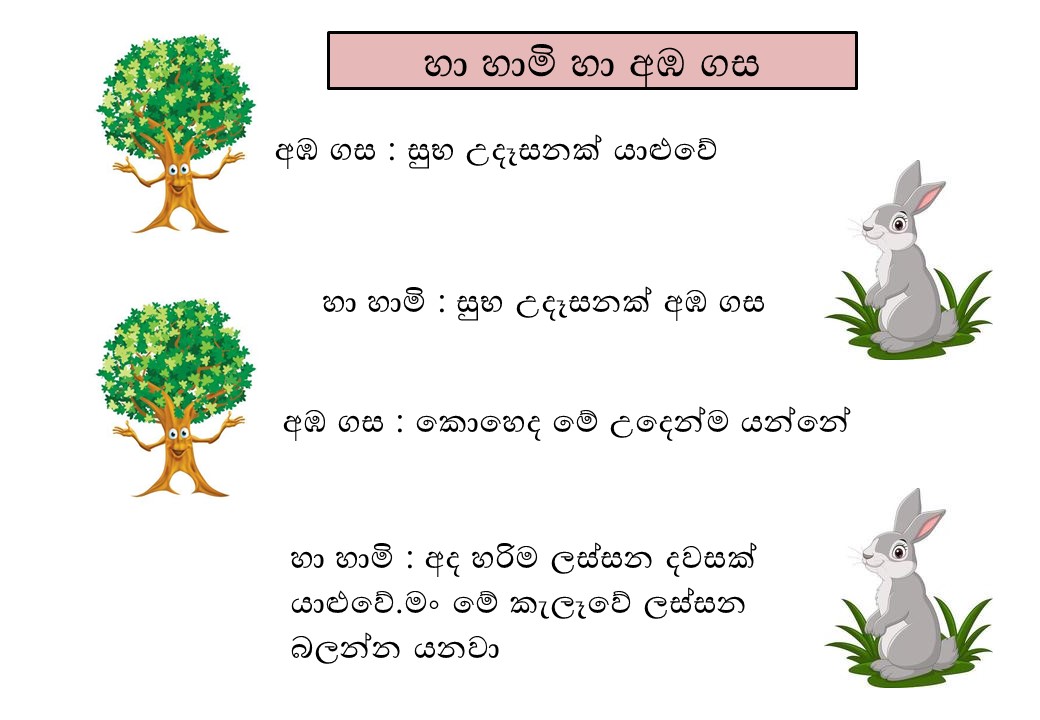 හා හාමි හා අඹ ගස
අඹ ගස : සුභ උදෑසනක් යාළුවේ
හා හාමි : සුභ උදෑසනක් අඹ ගස
අඹ ගස : කොහෙද මේ උදෙන්ම යන්නේ
හා හාමි : අද හරිම ලස්සන දවසක්
යාළුවේ.මං මේ කැලෑවේ ලස්සන
බලන්න යනවා